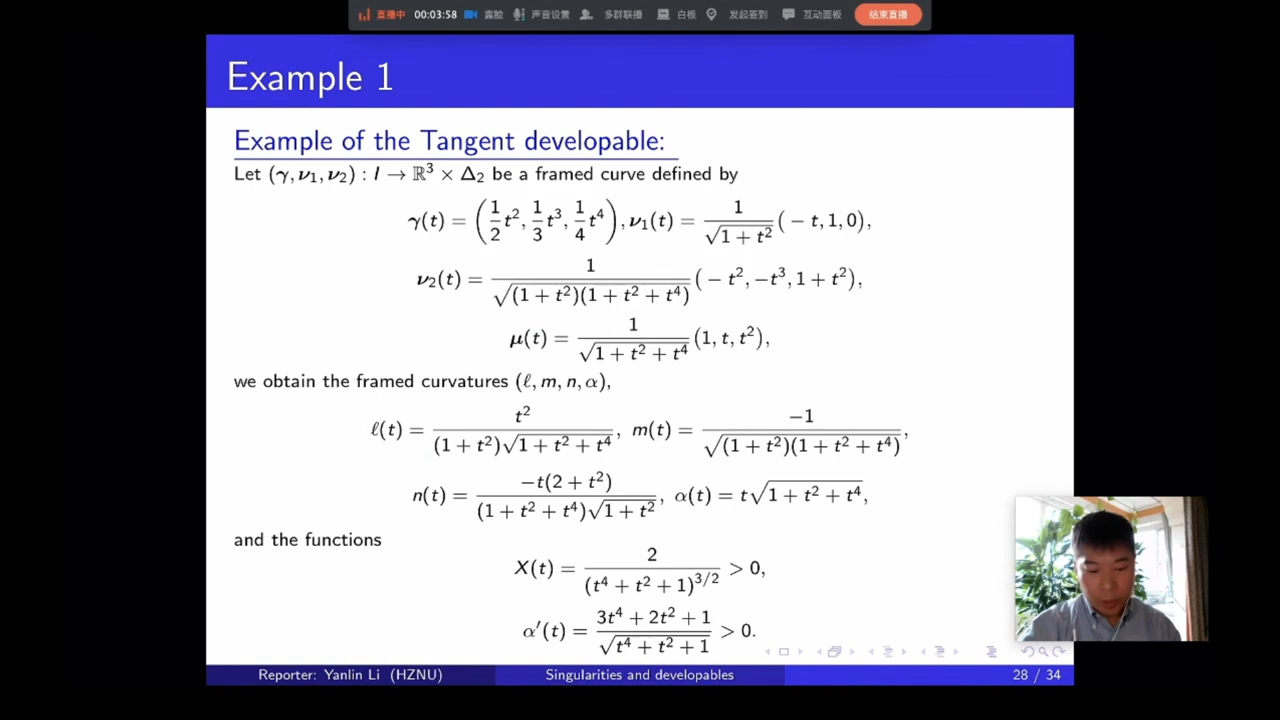 直播中 00:03:58 露脸 声音设置 多群联播 白板 发起签到 互动面板 结束直播
Example 1
Example of the Tangent developable:
Let (γ, ν₁, ν₂) : I → ℝ³ × Δ₂ be a framed curve defined by
γ(t) = (1/2 t², 1/3 t³, 1/4 t⁴), ν₁(t) = 1/√(1 + t²) (− t, 1, 0),
ν₂(t) = 1/√((1 + t²)(1 + t² + t⁴)) (− t², −t³, 1 + t²),
μ(t) = 1/√(1 + t² + t⁴) (1, t, t²),
we obtain the framed curvatures (ℓ, m, n, α),
ℓ(t) = t²/((1 + t²)√(1 + t² + t⁴)), m(t) = −1/√((1 + t²)(1 + t² + t⁴)),
n(t) = −t(2 + t²)/((1 + t² + t⁴)√(1 + t²)), α(t) = t√(1 + t² + t⁴),
and the functions
X(t) = 2/(t⁴ + t² + 1)^{3/2} > 0,
α′(t) = (3t⁴ + 2t² + 1)/√(t⁴ + t² + 1) > 0.
Reporter: Yanlin Li (HZNU) Singularities and developables 28 / 34